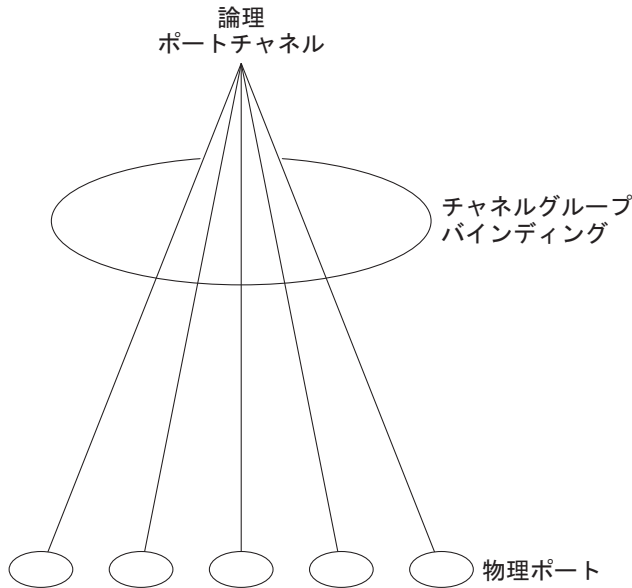 論理
ポートチャネル
チャネルグループ
バインディング
物理ポート